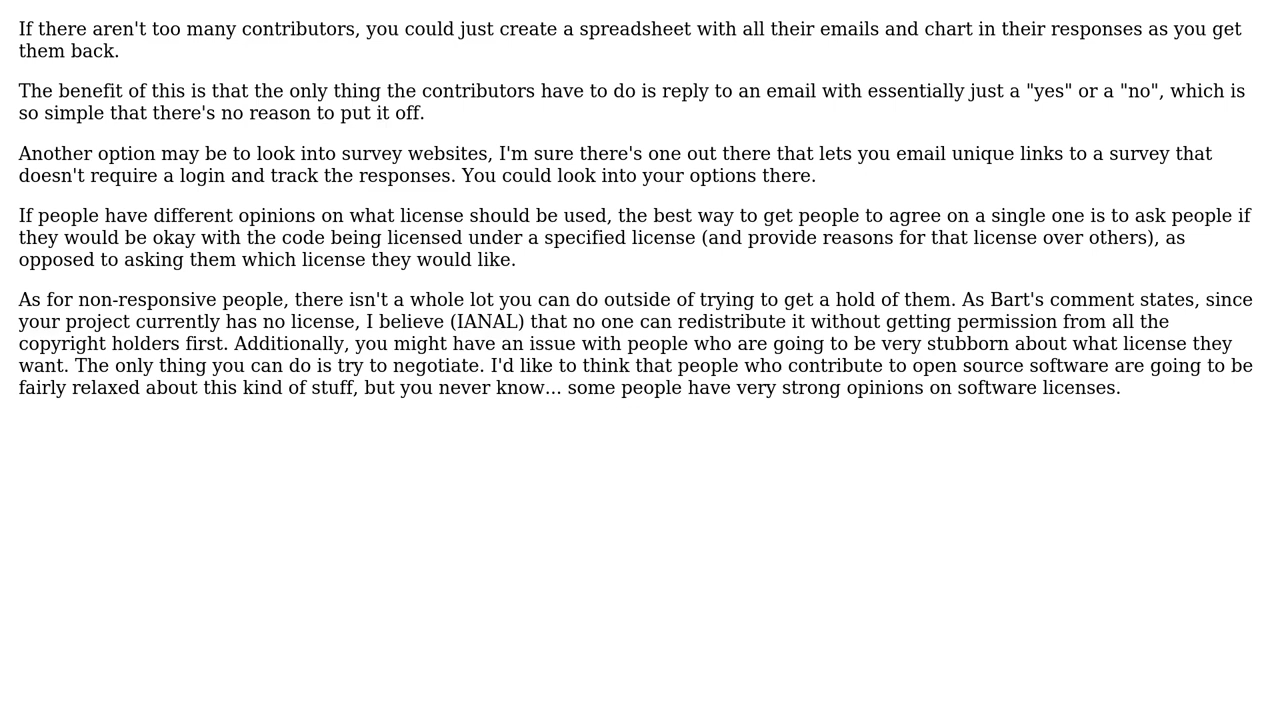 If there aren't too many contributors, you could just create a spreadsheet with all their emails and chart in their responses as you get
them back.
The benefit of this is that the only thing the contributors have to do is reply to an email with essentially just a "yes" or a "no", which is
so simple that there's no reason to put it off.
Another option may be to look into survey websites, I'm sure there's one out there that lets you email unique links to a survey that
doesn't require a login and track the responses. You could look into your options there.
If people have different opinions on what license should be used, the best way to get people to agree on a single one is to ask people if
they would be okay with the code being licensed under a specified license (and provide reasons for that license over others), as
opposed to asking them which license they would like.
As for non-responsive people, there isn't a whole lot you can do outside of trying to get a hold of them. As Bart's comment states, since
your project currently has no license, I believe (IANAL) that no one can redistribute it without getting permission from all the
copyright holders first. Additionally, you might have an issue with people who are going to be very stubborn about what license they
want. The only thing you can do is try to negotiate. I'd like to think that people who contribute to open source software are going to be
fairly relaxed about this kind of stuff, but you never know... some people have very strong opinions on software licenses.